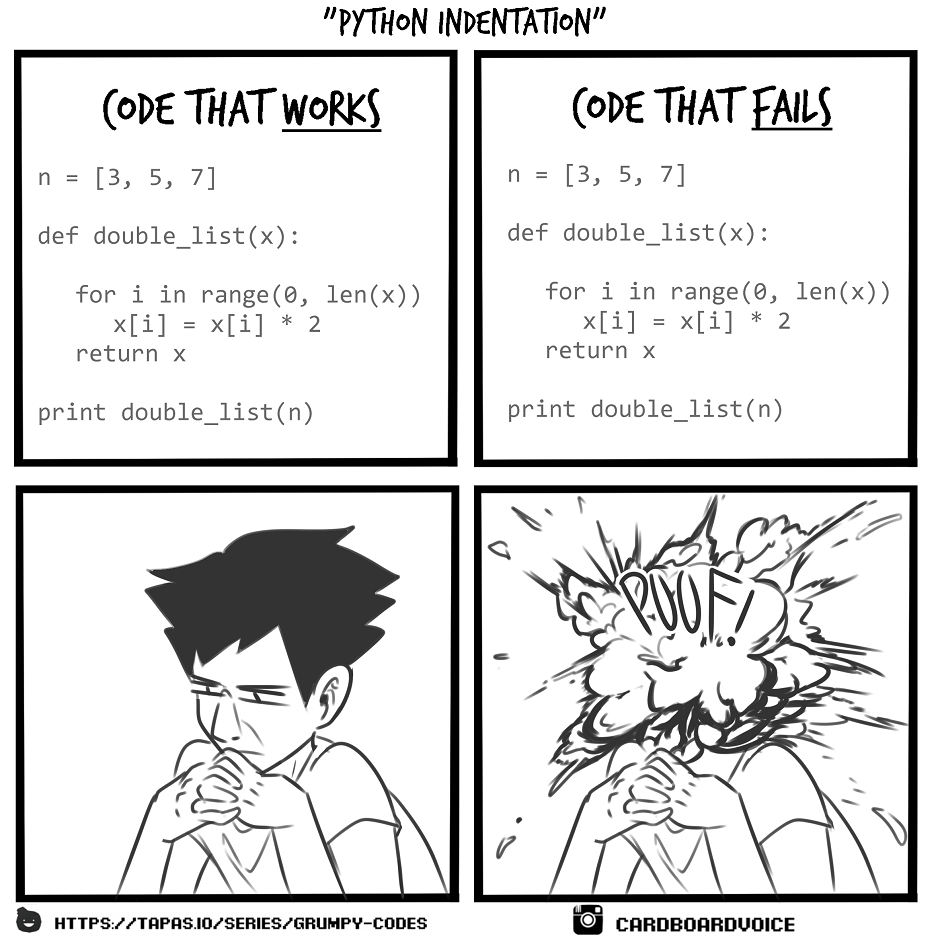 "PYTHON INDENTATION"
CODE THAT WORKS
n = [3, 5, 7]
def double_list(x):
for i in range(0, len(x))
x[i] = x[i] * 2
return x
print double_list(n)
CODE THAT FAILS
n = [3, 5, 7]
def double_list(x):
for i in range(0, len(x))
x[i] = x[i] * 2
return x
print double_list(n)
POOF!
HTTPS://TAPAS.IO/SERIES/GRUMPY-CODES
CARDBOARDVOICE